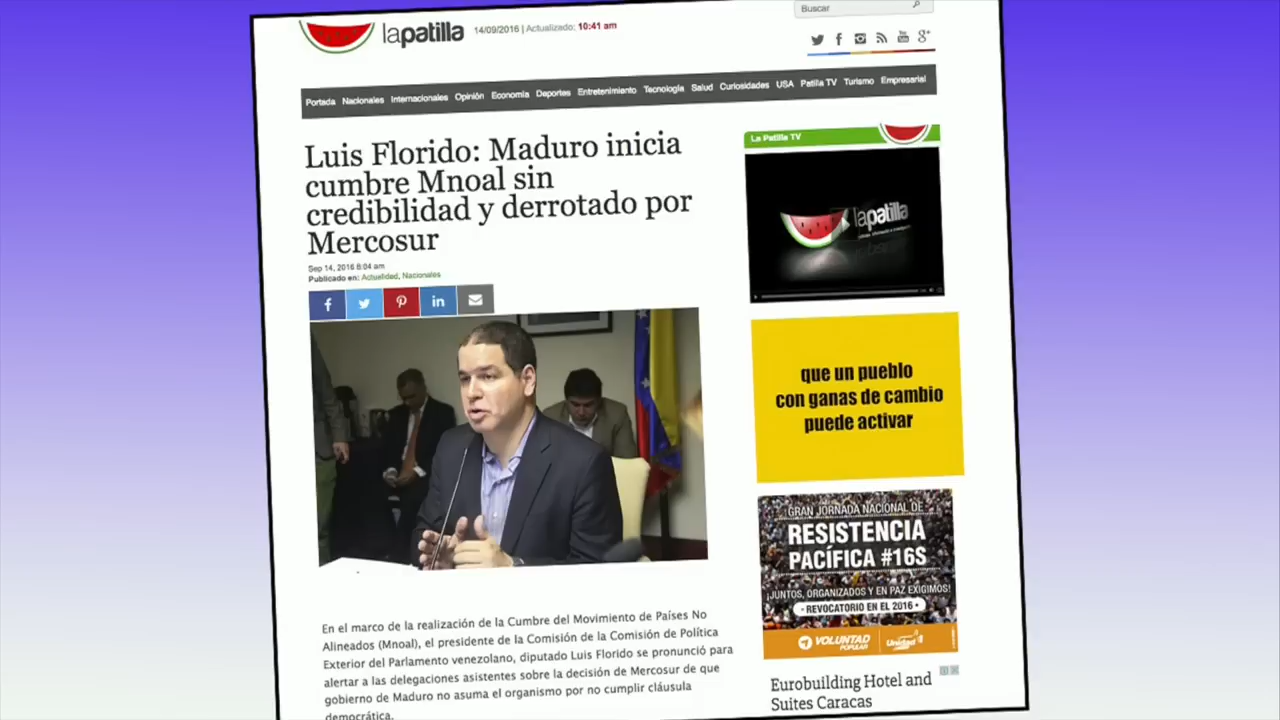 Buscar
lapatilla
14/09/2016 | Actualizado: 10:41 am
Portada Nacionales Internacionales Opinión Economía Deportes Entretenimiento Tecnología Salud Curiosidades USA Patilla TV Turismo Empresarial
Luis Florido: Maduro inicia
cumbre Mnoal sin
credibilidad y derrotado por
Mercosur
Sep 14, 2016 8:04 am
Publicado en: Actualidad, Nacionales
En el marco de la realización de la Cumbre del Movimiento de Países No
Alineados (Mnoal), el presidente de la Comisión de la Comisión de Política
Exterior del Parlamento venezolano, diputado Luis Florido se pronunció para
alertar a las delegaciones asistentes sobre la decisión de Mercosur de que
gobierno de Maduro no asuma el organismo por no cumplir cláusula
democrática.
La Patilla TV
lapatilla
que un pueblo
con ganas de cambio
puede activar
GRAN JORNADA NACIONAL DE
RESISTENCIA
PACÍFICA #16S
¡JUNTOS, ORGANIZADOS Y EN PAZ EXIGIMOS!
- REVOCATORIO EN EL 2016 -
VOLUNTAD
POPULAR
Unidad
Eurobuilding Hotel and
Suites Caracas